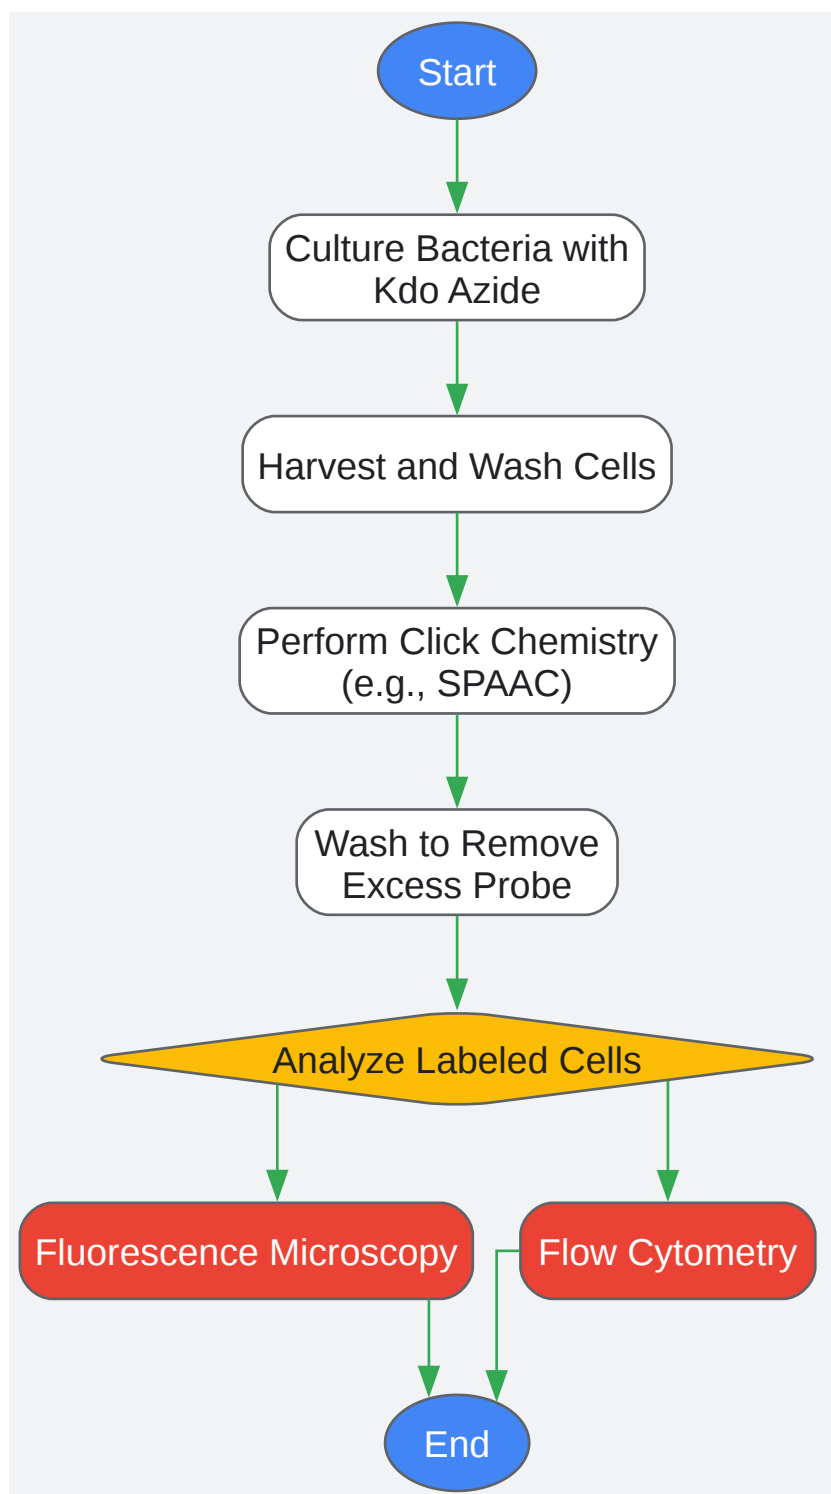 Start
Culture Bacteria with
Kdo Azide
Harvest and Wash Cells
Perform Click Chemistry
(e.g., SPAAC)
Wash to Remove
Excess Probe
Analyze Labeled Cells
Fluorescence Microscopy
Flow Cytometry
End